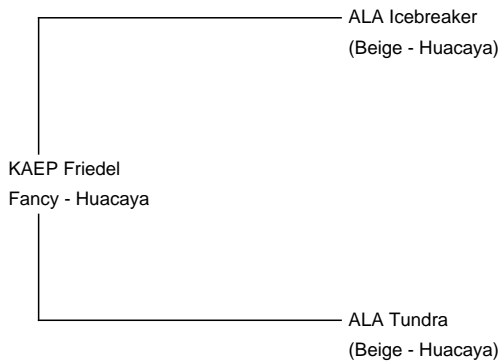 ALA Icebreaker
(Beige - Huacaya)
KAEP Friedel
Fancy - Huacaya
ALA Tundra
(Beige - Huacaya)